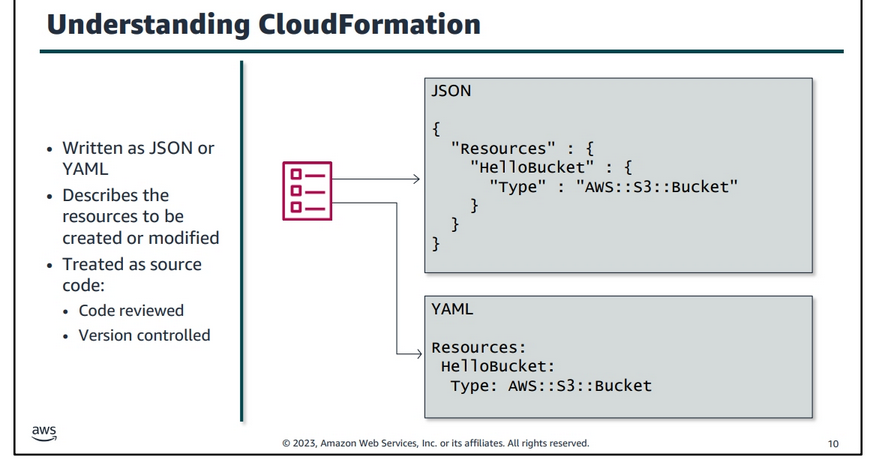 Understanding CloudFormation
• Written as JSON or
YAML
• Describes the
resources to be
created or modified
• Treated as source
code:
• Code reviewed
• Version controlled
JSON
{
  "Resources" : {
    "HelloBucket" : {
      "Type" : "AWS::S3::Bucket"
    }
  }
}
YAML
Resources:
 HelloBucket:
  Type: AWS::S3::Bucket
aws
© 2023, Amazon Web Services, Inc. or its affiliates. All rights reserved.
10